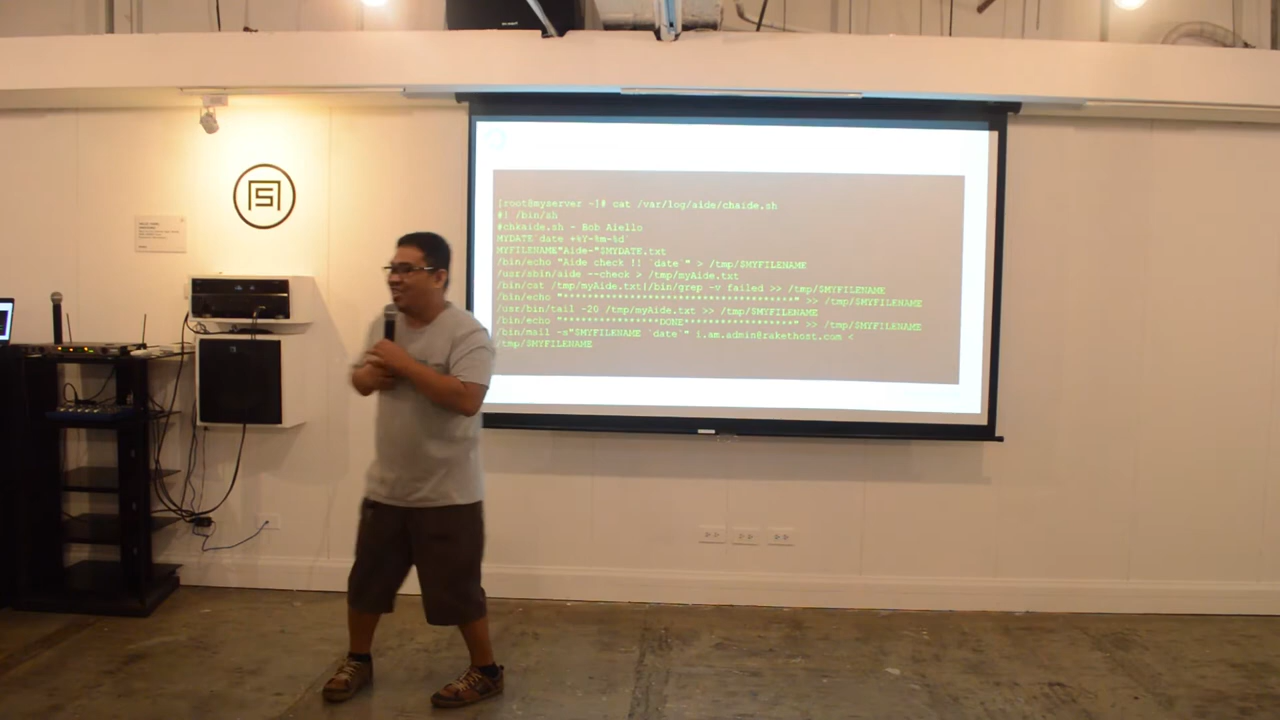 [root@myserver ~]# cat /var/log/aide/chaide.sh
#! /bin/sh
#chkaide.sh - Bob Aiello
MYDATE`date +%Y-%m-%d`
MYFILENAME"Aide-"$MYDATE.txt
/bin/echo "Aide check !! `date`" > /tmp/$MYFILENAME
/usr/sbin/aide --check > /tmp/myAide.txt
/bin/cat /tmp/myAide.txt|/bin/grep -v failed >> /tmp/$MYFILENAME
/bin/echo "**************************************" >> /tmp/$MYFILENAME
/usr/bin/tail -20 /tmp/myAide.txt >> /tmp/$MYFILENAME
/bin/echo "****************DONE******************" >> /tmp/$MYFILENAME
/bin/mail -s"$MYFILENAME `date`" i.am.admin@rakethost.com <
/tmp/$MYFILENAME